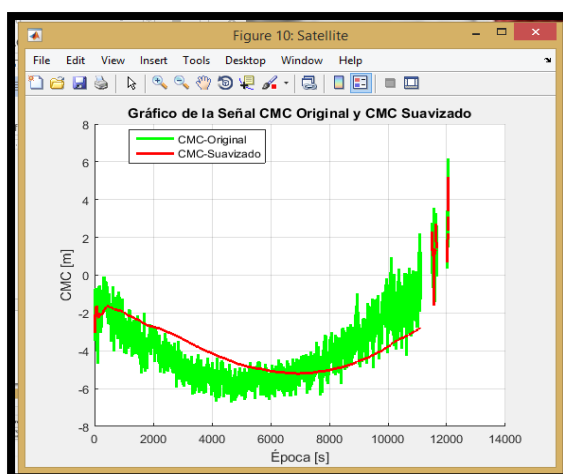 Figure 10: Satellite
File Edit View Insert Tools Desktop Window Help
Gráfico de la Señal CMC Original y CMC Suavizado
CMC-Original
CMC-Suavizado
CMC [m]
8
6
4
2
0
-2
-4
-6
-8
0 2000 4000 6000 8000 10000 12000 14000
Época [s]